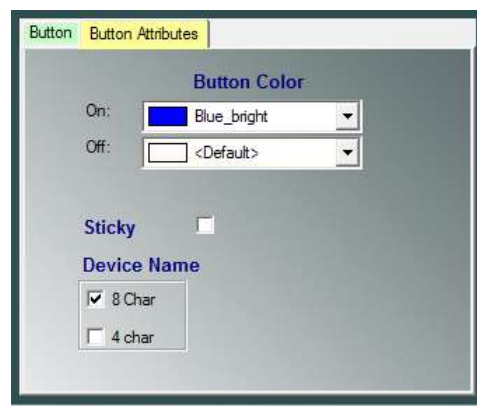 Button Button Attributes
Button Color
On: Blue_bright
Off: <Default>
Sticky
Device Name
8 Char
4 char